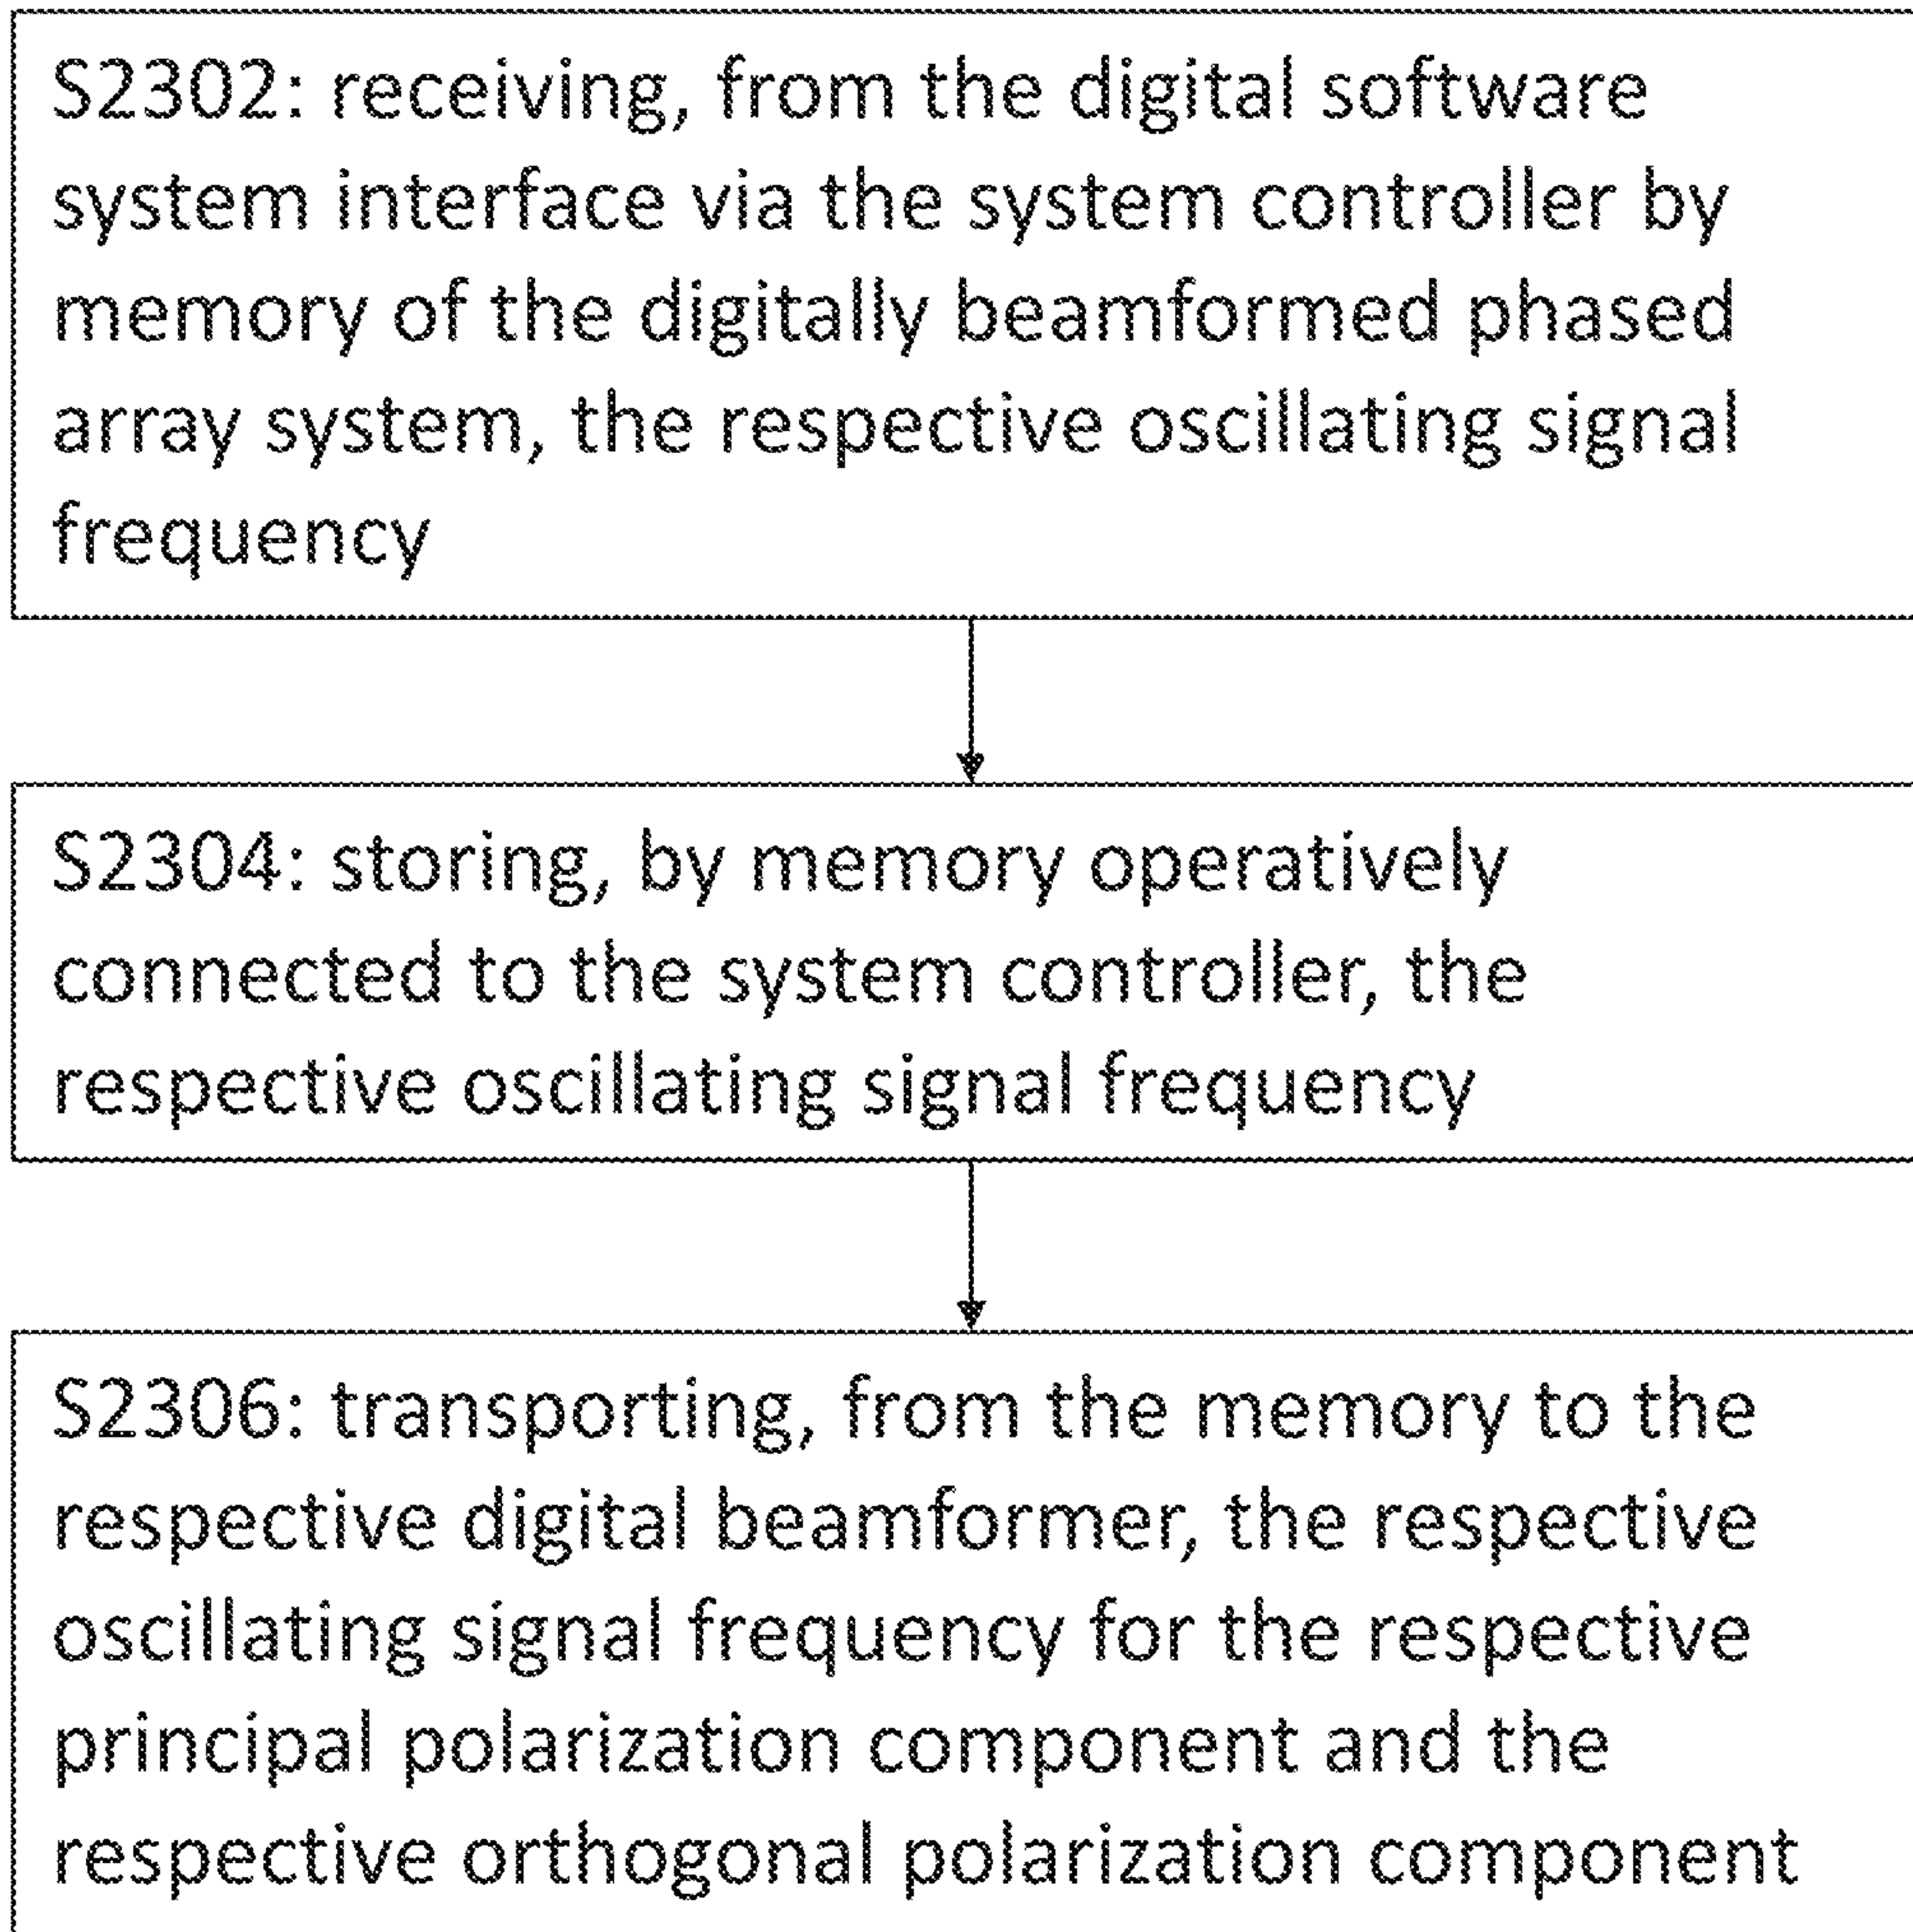 S2302: receiving, from the digital software
system interface via the system controller by
memory of the digitally beamformed phased
array system, the respective oscillating signal
frequency
S2304: storing, by memory operatively
connected to the system controller, the
respective oscillating signal frequency
S2306: transporting, from the memory to the
respective digital beamformer, the respective
oscillating signal frequency for the respective
principal polarization component and the
respective orthogonal polarization component